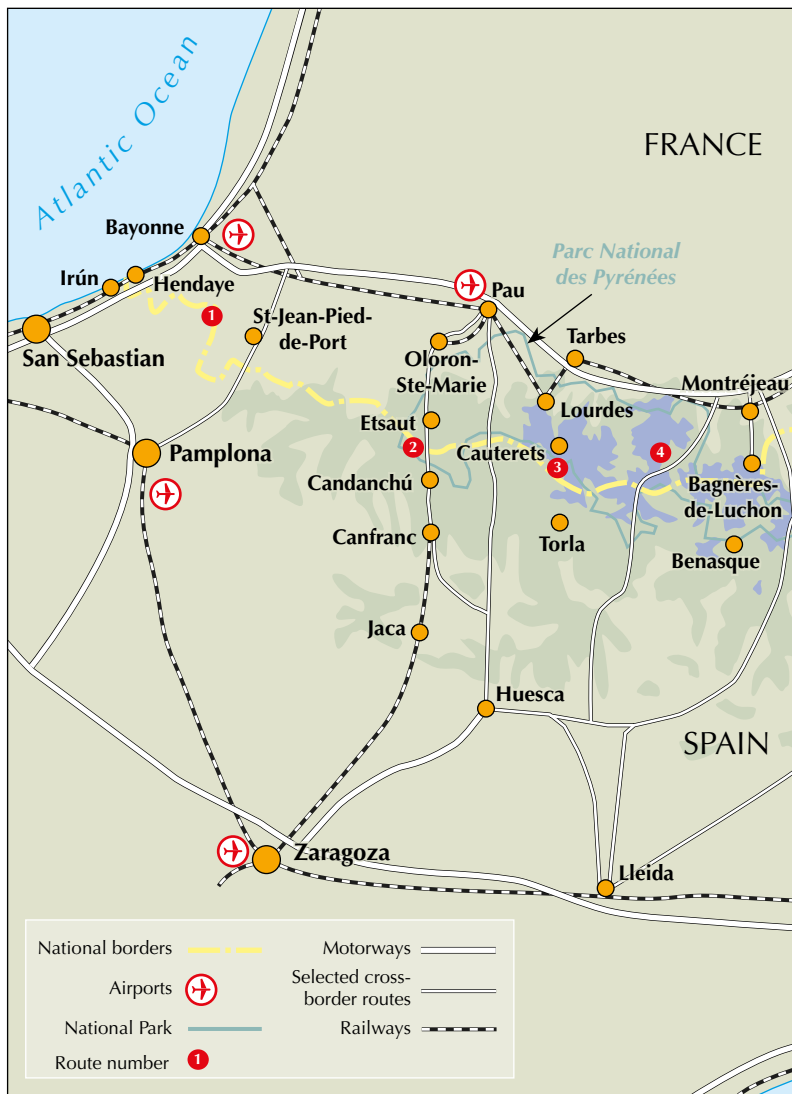 Atlantic Ocean
FRANCE
Bayonne
Parc National
des Pyrénées
Irún
Hendaye
Pau
St-Jean-Pied-
de-Port
Tarbes
San Sebastian
Oloron-
Ste-Marie
Montréjeau
1
Lourdes
Etsaut
Pamplona
2
Cauterets
3
4
Candanchú
Bagnères-
de-Luchon
Canfranc
Torla
Benasque
Jaca
Huesca
SPAIN
Zaragoza
Lleida
National borders
Motorways
Airports
Selected cross-
border routes
National Park
Railways
Route number
1